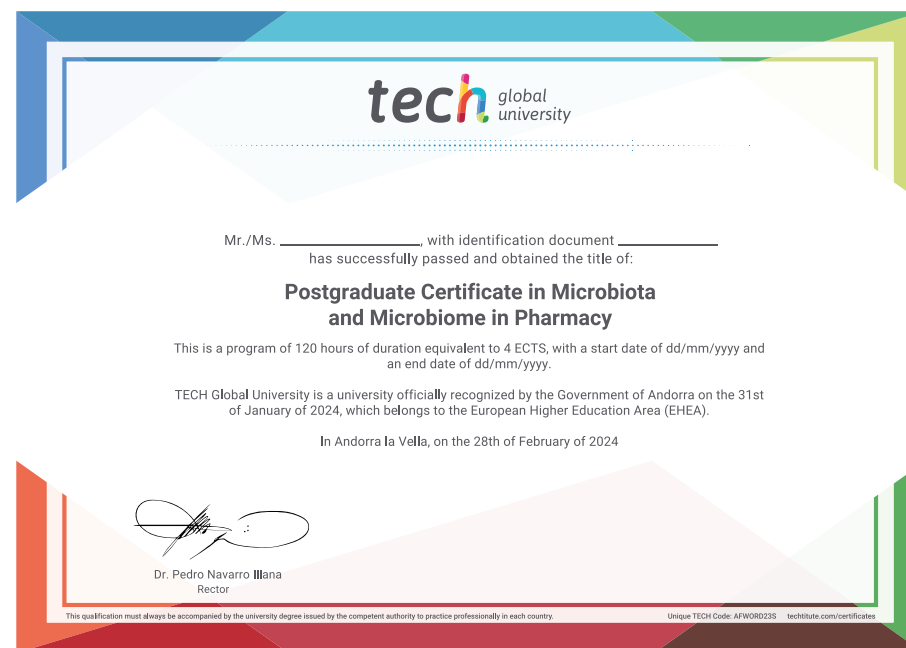 tech global
university
Mr./Ms. ____________, with identification document ____________
has successfully passed and obtained the title of:
Postgraduate Certificate in Microbiota
and Microbiome in Pharmacy
This is a program of 120 hours of duration equivalent to 4 ECTS, with a start date of dd/mm/yyyy and
an end date of dd/mm/yyyy.
TECH Global University is a university officially recognized by the Government of Andorra on the 31st
of January of 2024, which belongs to the European Higher Education Area (EHEA).
In Andorra la Vella, on the 28th of February of 2024
Dr. Pedro Navarro Illana
Rector
This qualification must always be accompanied by the university degree issued by the competent authority to practice professionally in each country. Unique TECH Code: AFWORD23S techtitute.com/certificates